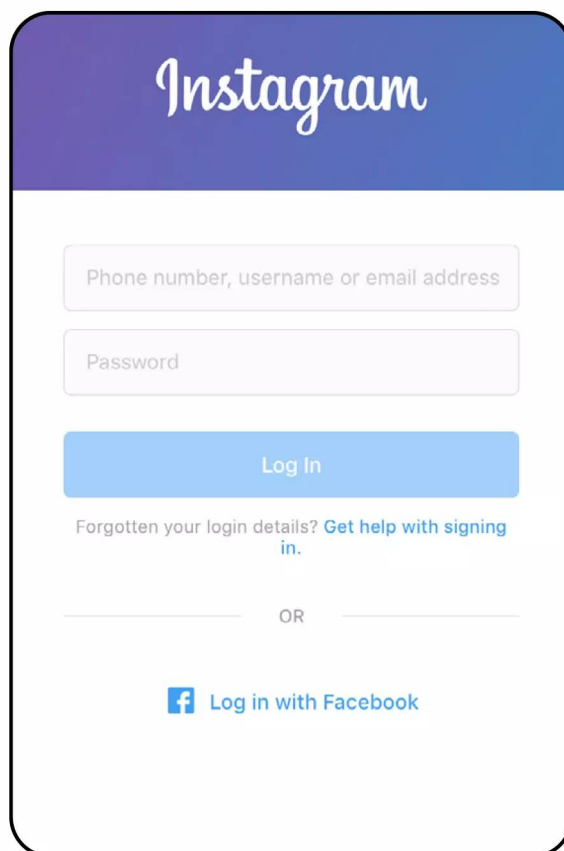 Instagram
Phone number, username or email address
Password
Log In
Forgotten your login details? Get help with signing
in.
OR
Log in with Facebook